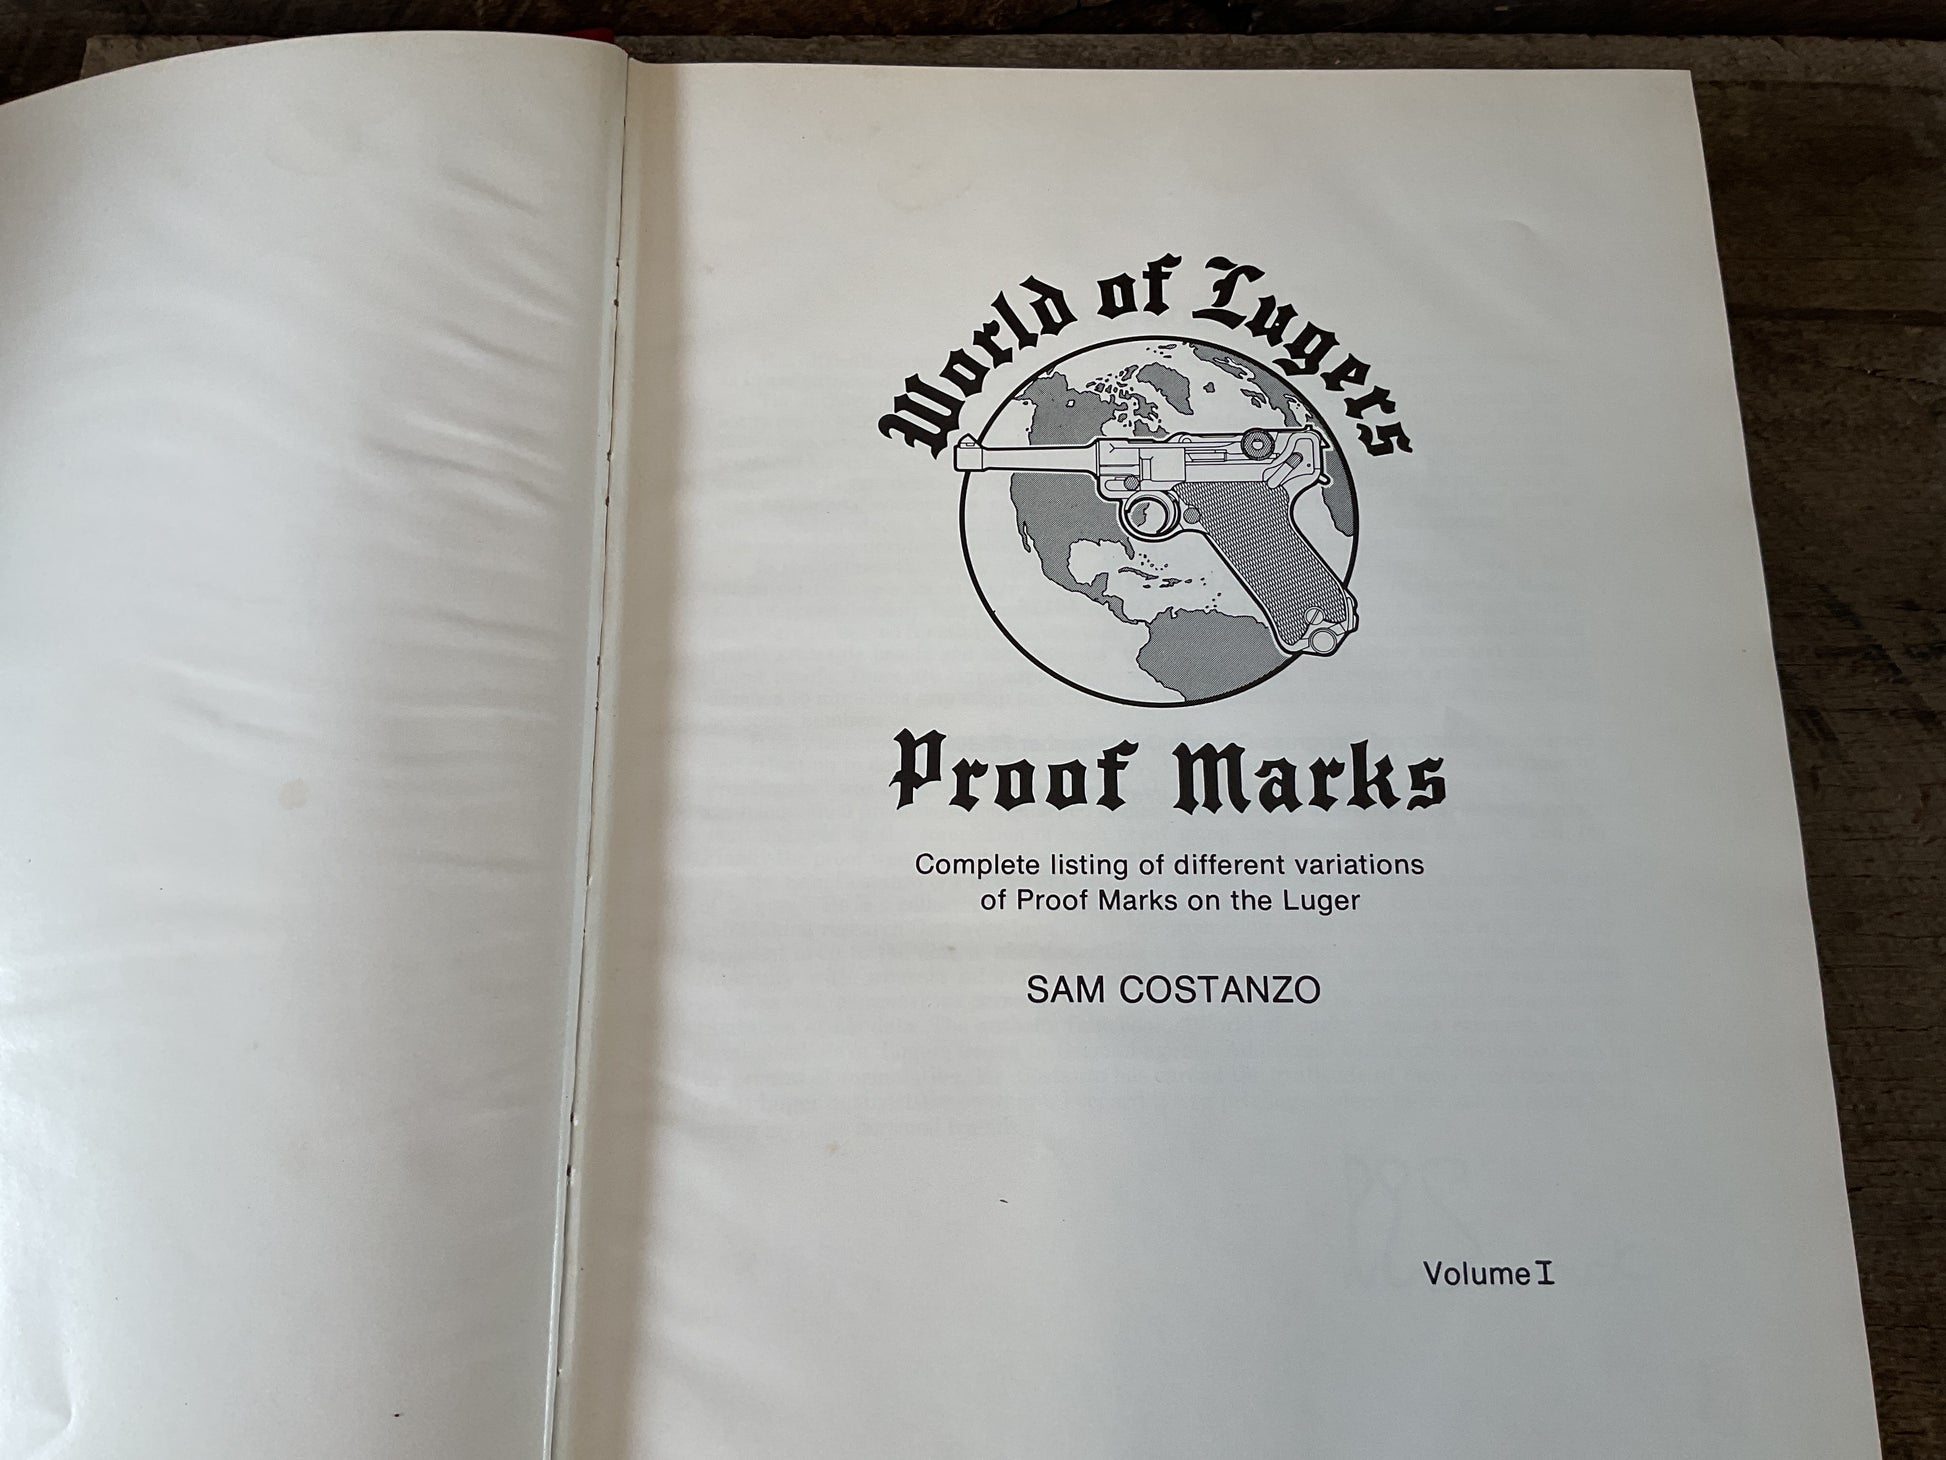 World of Lugers
Proof Marks
Complete listing of different variations
of Proof Marks on the Luger
SAM COSTANZO
Volume I